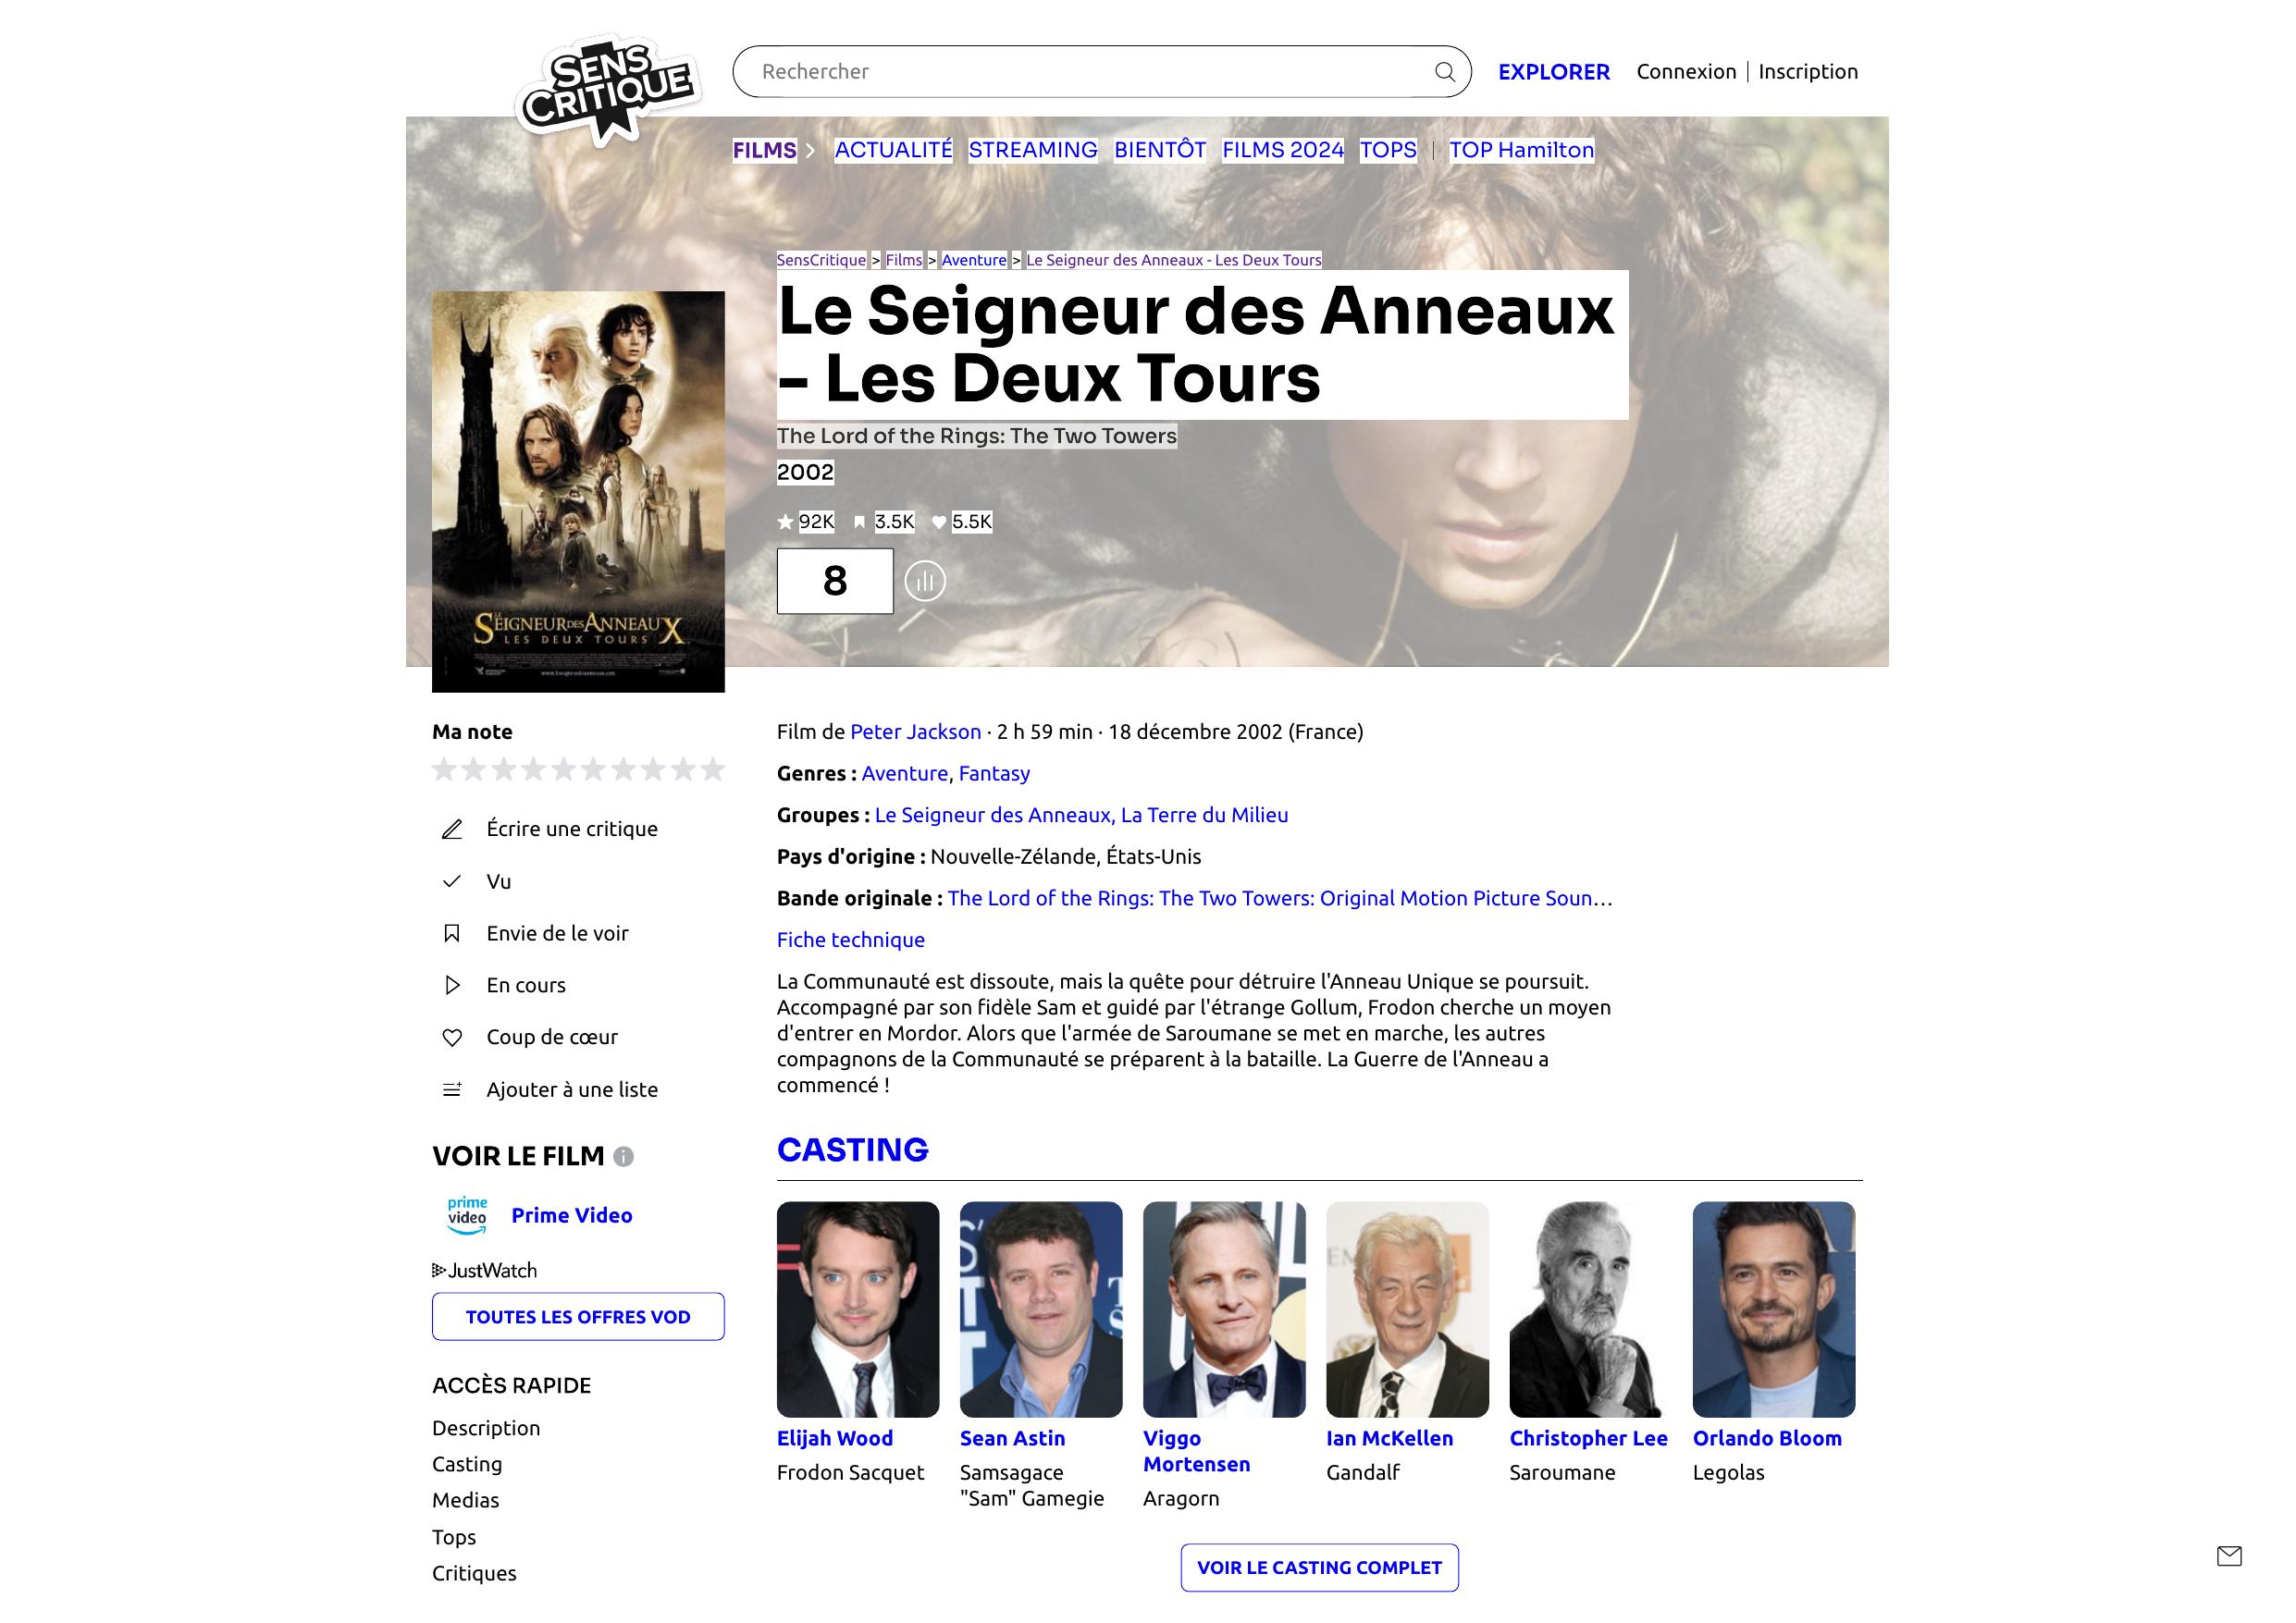 SENS
CRITIQUE
Rechercher
EXPLORER
Connexion | Inscription
FILMS
ACTUALITÉ STREAMING BIENTÔT FILMS 2024 TOPS | TOP Hamilton
SensCritique > Films > Aventure > Le Seigneur des Anneaux - Les Deux Tours
Le Seigneur des Anneaux
- Les Deux Tours
The Lord of the Rings: The Two Towers
2002
92K 3.5K 5.5K
8
LE
SEIGNEUR DES ANNEAUX
LES DEUX TOURS
Ma note
Écrire une critique
Vu
Envie de le voir
En cours
Coup de cœur
Ajouter à une liste
VOIR LE FILM
prime
video
Prime Video
JustWatch
TOUTES LES OFFRES VOD
ACCÈS RAPIDE
Description
Casting
Medias
Tops
Critiques
Film de Peter Jackson · 2 h 59 min · 18 décembre 2002 (France)
Genres : Aventure, Fantasy
Groupes : Le Seigneur des Anneaux, La Terre du Milieu
Pays d'origine : Nouvelle-Zélande, États-Unis
Bande originale : The Lord of the Rings: The Two Towers: Original Motion Picture Soun…
Fiche technique
La Communauté est dissoute, mais la quête pour détruire l'Anneau Unique se poursuit.
Accompagné par son fidèle Sam et guidé par l'étrange Gollum, Frodon cherche un moyen
d'entrer en Mordor. Alors que l'armée de Saroumane se met en marche, les autres
compagnons de la Communauté se préparent à la bataille. La Guerre de l'Anneau a
commencé !
CASTING
Elijah Wood
Frodon Sacquet
Sean Astin
Samsagace
"Sam" Gamegie
Viggo
Mortensen
Aragorn
Ian McKellen
Gandalf
Christopher Lee
Saroumane
Orlando Bloom
Legolas
VOIR LE CASTING COMPLET